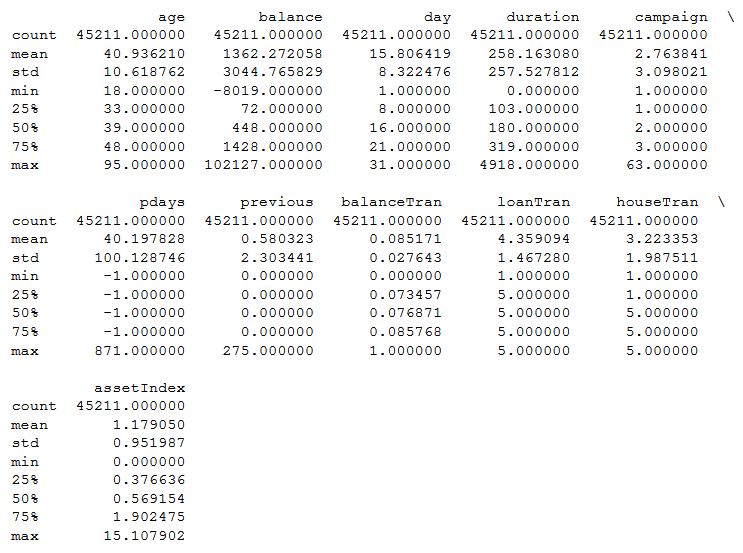 age balance day duration campaign \
count 45211.000000 45211.000000 45211.000000 45211.000000 45211.000000
mean 40.936210 1362.272058 15.806419 258.163080 2.763841
std 10.618762 3044.765829 8.322476 257.527812 3.098021
min 18.000000 -8019.000000 1.000000 0.000000 1.000000
25% 33.000000 72.000000 8.000000 103.000000 1.000000
50% 39.000000 448.000000 16.000000 180.000000 2.000000
75% 48.000000 1428.000000 21.000000 319.000000 3.000000
max 95.000000 102127.000000 31.000000 4918.000000 63.000000
pdays previous balanceTran loanTran houseTran \
count 45211.000000 45211.000000 45211.000000 45211.000000 45211.000000
mean 40.197828 0.580323 0.085171 4.359094 3.223353
std 100.128746 2.303441 0.027643 1.467280 1.987511
min -1.000000 0.000000 0.000000 1.000000 1.000000
25% -1.000000 0.000000 0.073457 5.000000 1.000000
50% -1.000000 0.000000 0.076871 5.000000 5.000000
75% -1.000000 0.000000 0.085768 5.000000 5.000000
max 871.000000 275.000000 1.000000 5.000000 5.000000
assetIndex
count 45211.000000
mean 1.179050
std 0.951987
min 0.000000
25% 0.376636
50% 0.569154
75% 1.902475
max 15.107902